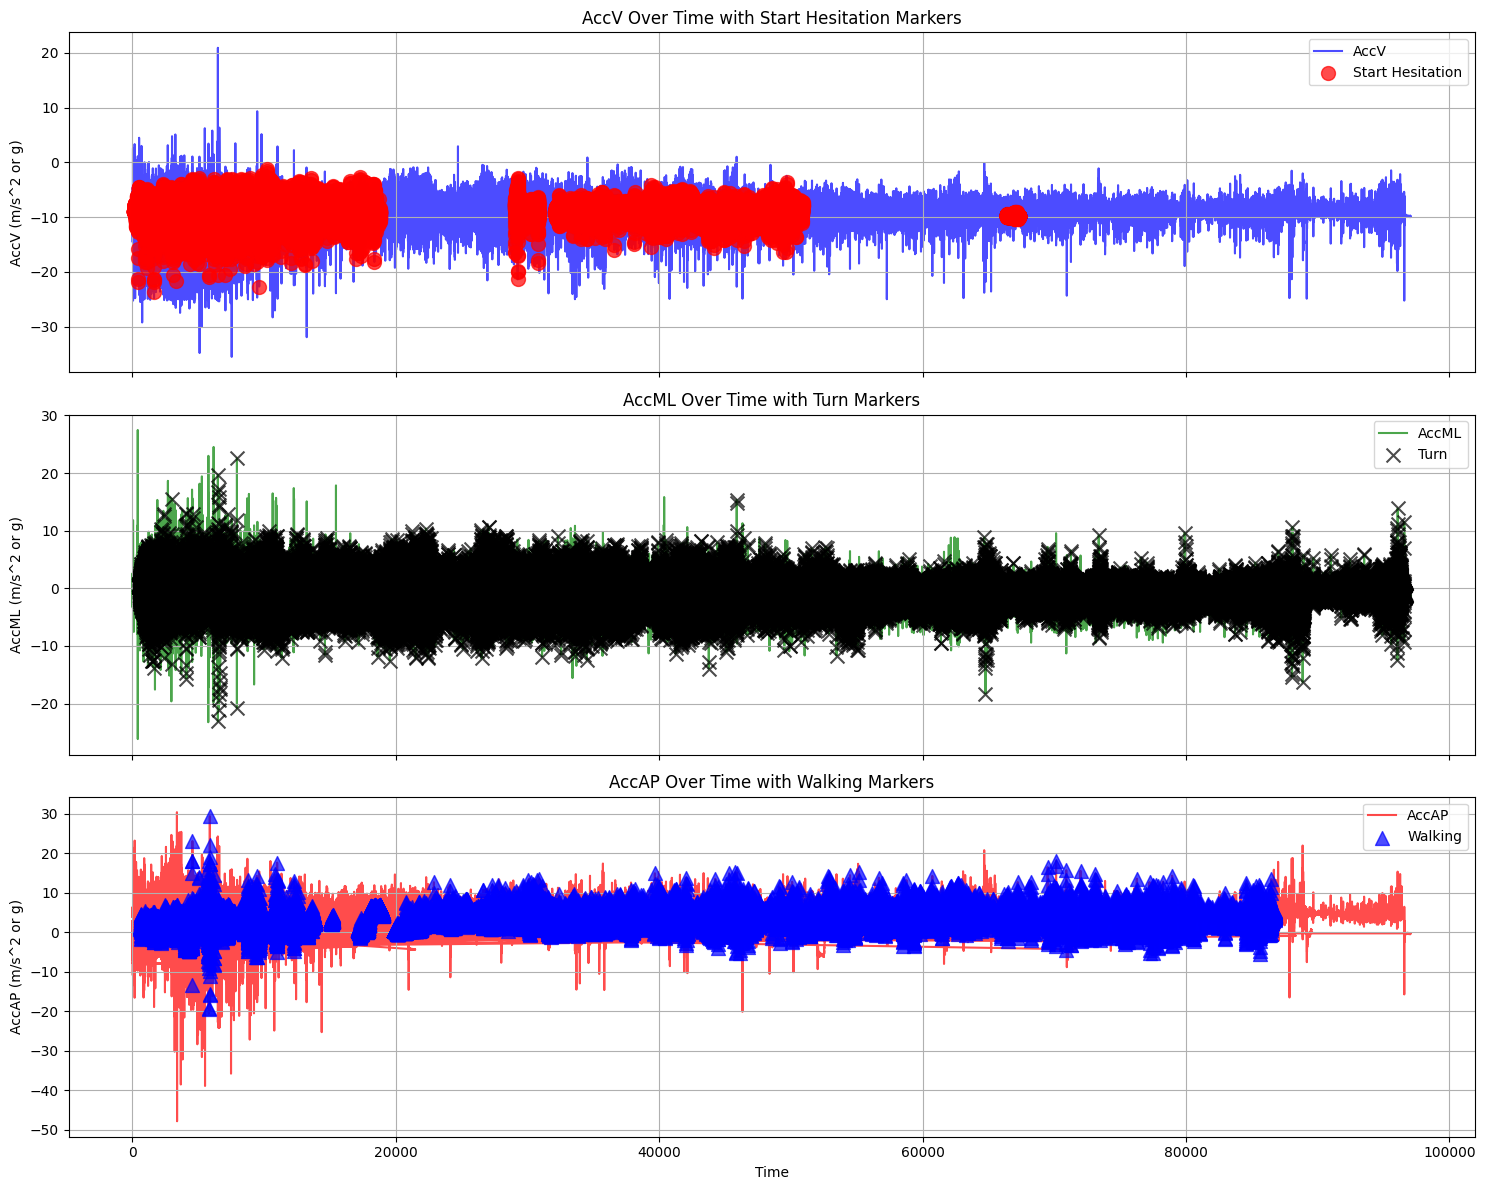 AccV Over Time with Start Hesitation Markers
20
10
0
−10
−20
−30
AccV (m/s^2 or g)
AccV
Start Hesitation
AccML Over Time with Turn Markers
30
20
10
0
−10
−20
AccML (m/s^2 or g)
AccML
Turn
AccAP Over Time with Walking Markers
30
20
10
0
−10
−20
−30
−40
−50
AccAP (m/s^2 or g)
AccAP
Walking
0 20000 40000 60000 80000 100000
Time